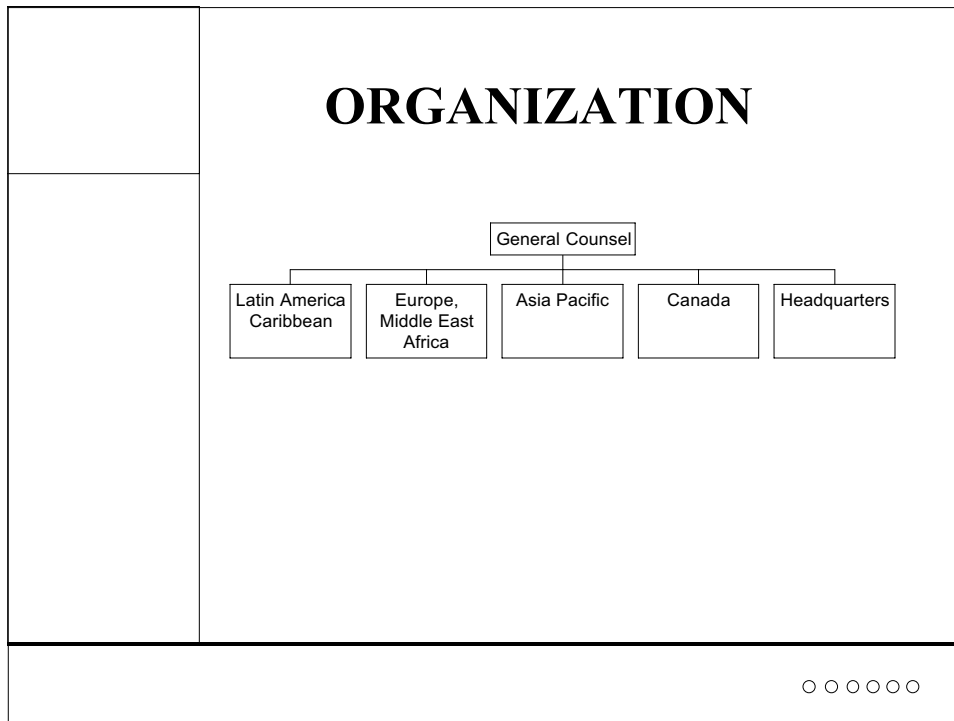 ORGANIZATION
General Counsel
Latin America
Caribbean
Europe,
Middle East
Africa
Asia Pacific
Canada
Headquarters